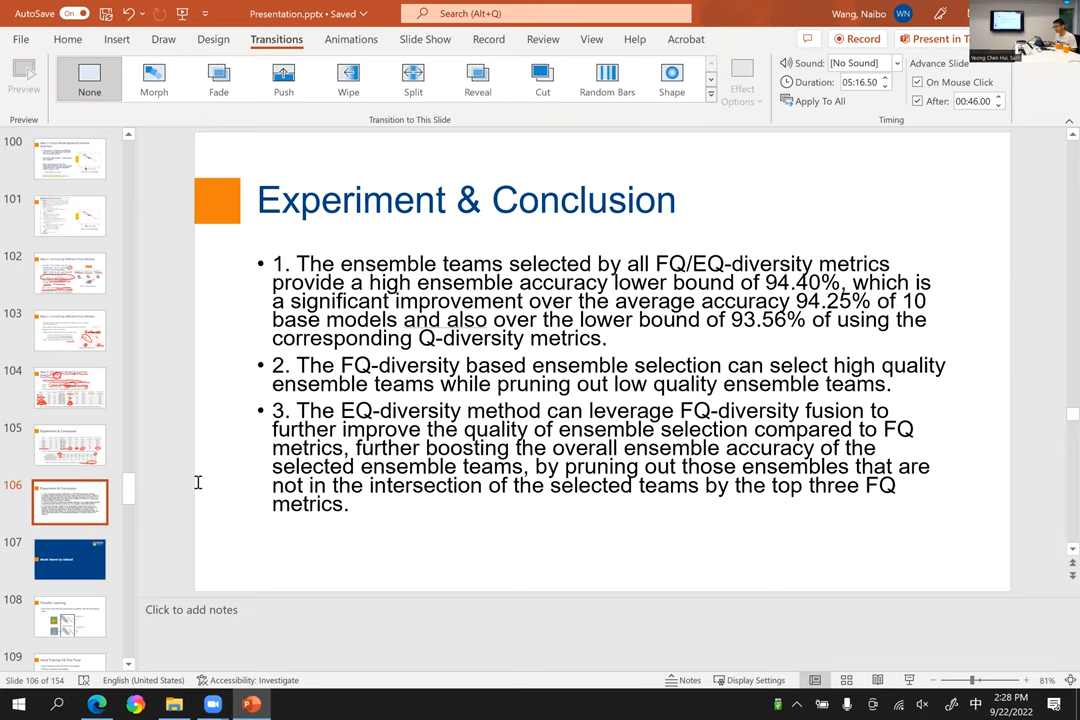 AutoSave On Presentation.pptx • Saved Search (Alt+Q) Wang, Naibo WN
File Home Insert Draw Design Transitions Animations Slide Show Record Review View Help Acrobat Record Present in T
Yeong Chen Hui, Sam
Preview None Morph Fade Push Wipe Split Reveal Cut Random Bars Shape Effect Options
Sound: [No Sound] Advance Slide
Duration: 05:16.50 On Mouse Click
Apply To All After: 00:46.00
Preview Transition to This Slide Timing
100
101
102
103
104
105
Experiment & Conclusion
106
Experiment & Conclusion
107
108
Transfer Learning
109
Experiment & Conclusion
• 1. The ensemble teams selected by all FQ/EQ-diversity metrics
provide a high ensemble accuracy lower bound of 94.40%, which is
a significant improvement over the average accuracy 94.25% of 10
base models and also over the lower bound of 93.56% of using the
corresponding Q-diversity metrics.
• 2. The FQ-diversity based ensemble selection can select high quality
ensemble teams while pruning out low quality ensemble teams.
• 3. The EQ-diversity method can leverage FQ-diversity fusion to
further improve the quality of ensemble selection compared to FQ
metrics, further boosting the overall ensemble accuracy of the
selected ensemble teams, by pruning out those ensembles that are
not in the intersection of the selected teams by the top three FQ
metrics.
Click to add notes
Slide 106 of 154 English (United States) Accessibility: Investigate Notes Display Settings 81%
中 2:28 PM
9/22/2022